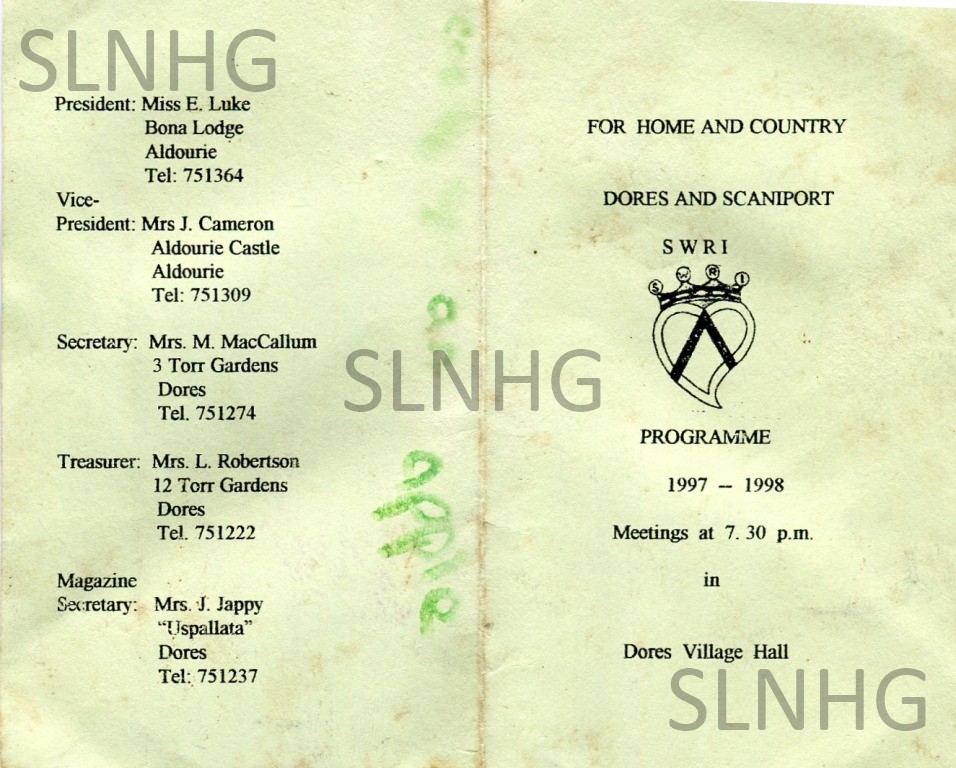 SLNHG
President: Miss E. Luke
Bona Lodge
Aldourie
Tel: 751364
Vice-
President: Mrs J. Cameron
Aldourie Castle
Aldourie
Tel: 751309
Secretary: Mrs. M. MacCallum
3 Torr Gardens
Dores
Tel. 751274
Treasurer: Mrs. L. Robertson
12 Torr Gardens
Dores
Tel. 751222
Magazine
Secretary: Mrs. J. Jappy
“Uspallata”
Dores
Tel: 751237
SLNHG
FOR HOME AND COUNTRY
DORES AND SCANIPORT
S W R I
S W R I
PROGRAMME
1997 -- 1998
Meetings at 7. 30 p.m.
in
Dores Village Hall
SLNHG